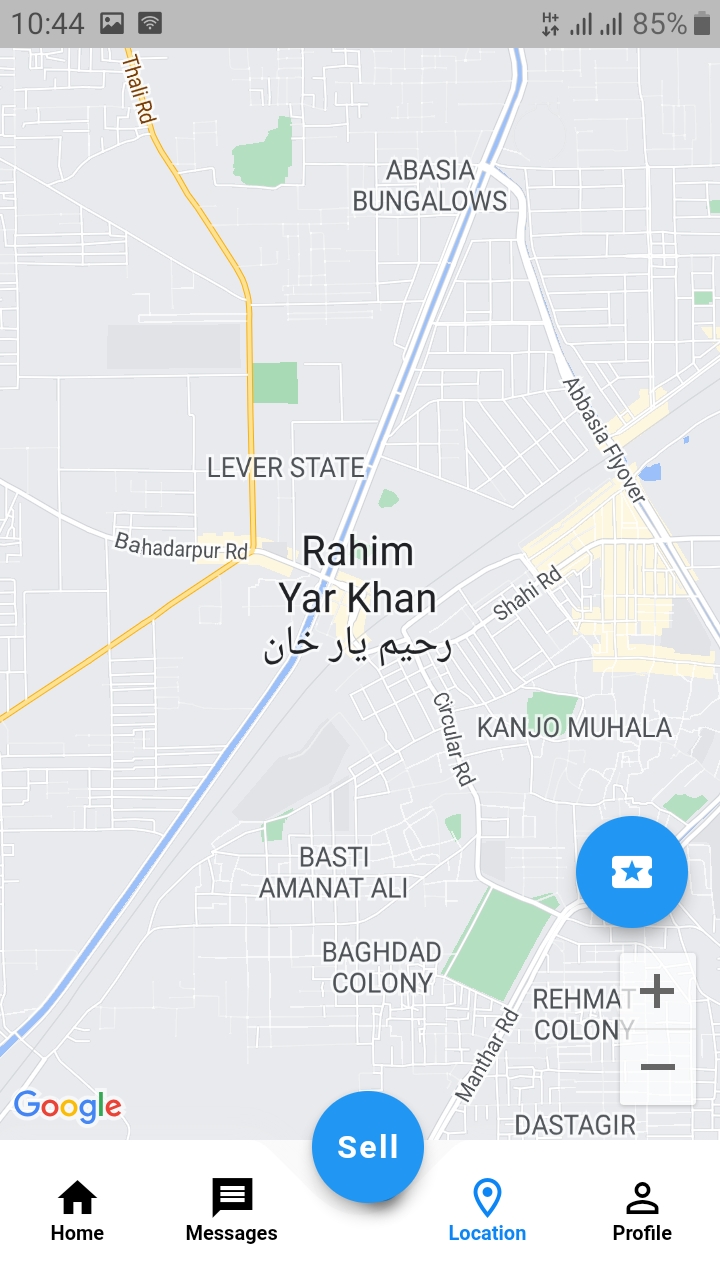 10:44 H+ 85%
Thali Rd
ABASIA
BUNGALOWS
Abbasia Flyover
LEVER STATE
Bahadarpur Rd
Rahim
Yar Khan
رحیم یار خان
Shahi Rd
Circular Rd
KANJO MUHALA
BASTI
AMANAT ALI
BAGHDAD
COLONY
REHMAT
COLONY
Manthar Rd
Google
DASTAGIR
Sell
Home Messages Location Profile